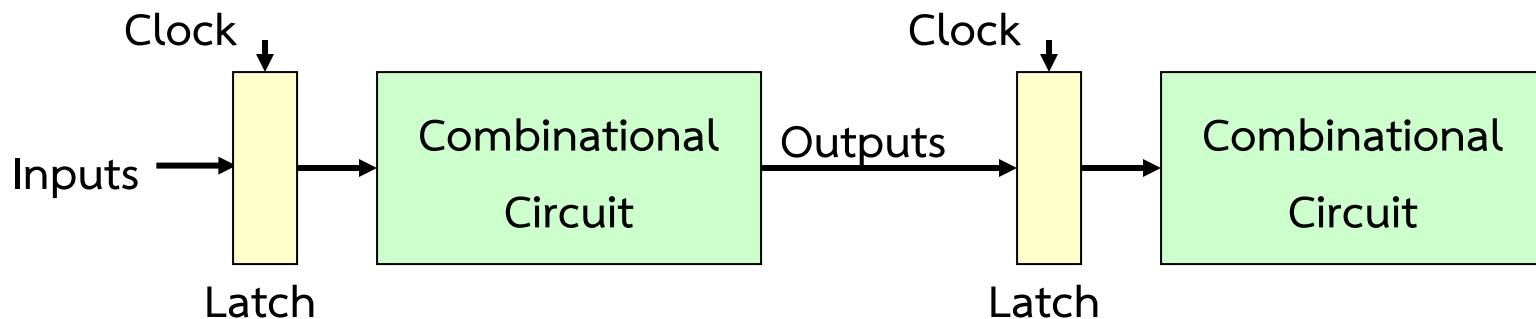 Clock
Clock
Inputs
Combinational
Circuit
Outputs
Combinational
Circuit
Latch
Latch